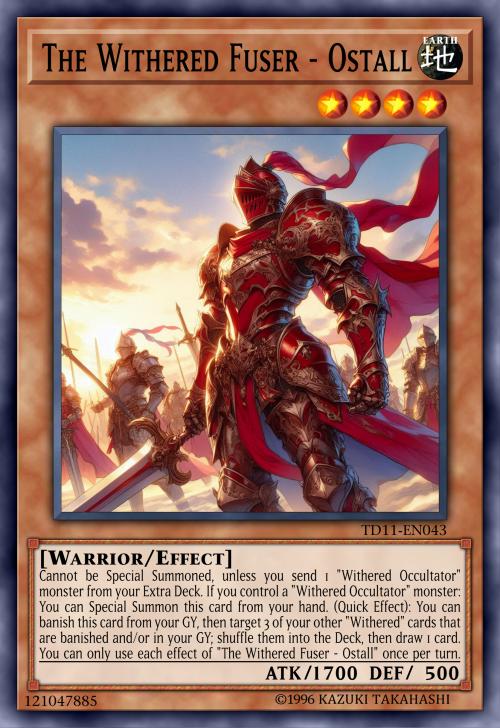 THE WITHERED FUSER - OSTALL
EARTH
地
TD11-EN043
[WARRIOR/EFFECT]
Cannot be Special Summoned, unless you send 1 "Withered Occultator"
monster from your Extra Deck. If you control a "Withered Occultator" monster:
You can Special Summon this card from your hand. (Quick Effect): You can
banish this card from your GY, then target 3 of your other "Withered" cards that
are banished and/or in your GY; shuffle them into the Deck, then draw 1 card.
You can only use each effect of "The Withered Fuser - Ostall" once per turn.
ATK/1700 DEF/ 500
121047885
©1996 KAZUKI TAKAHASHI